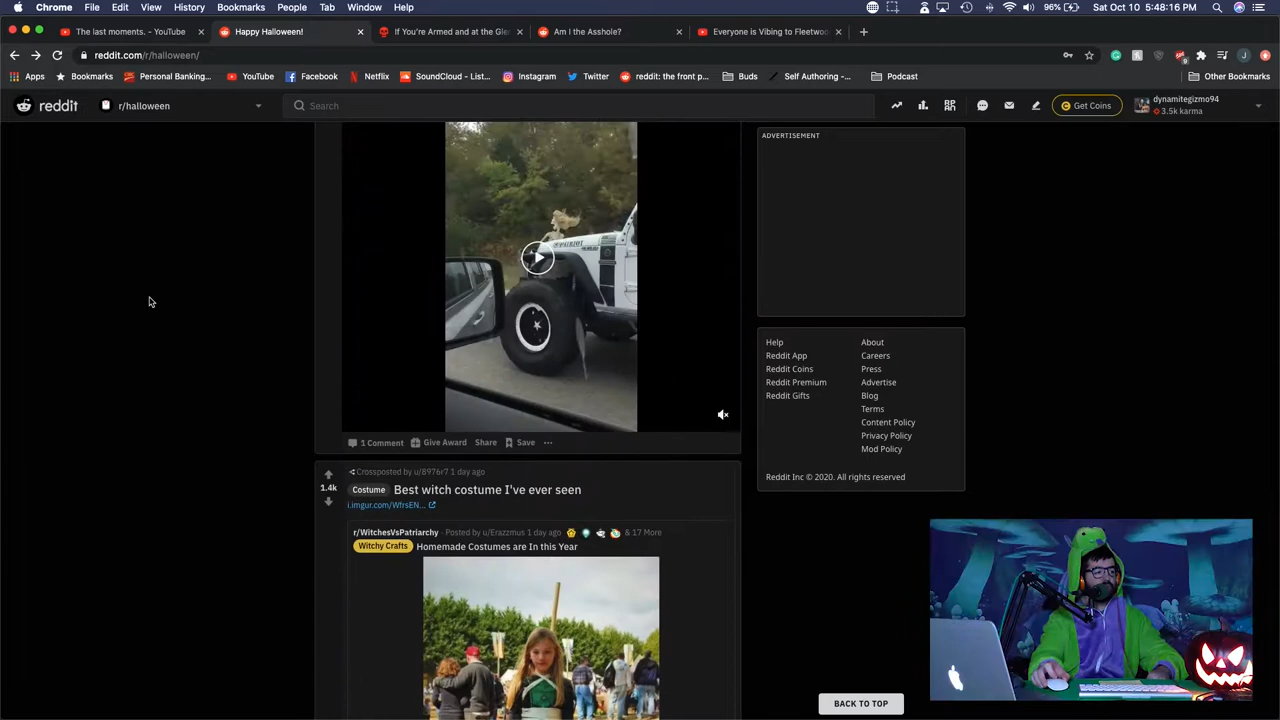 Chrome File Edit View History Bookmarks People Tab Window Help 96% Sat Oct 10 5:48:16 PM
The last moments. - YouTube Happy Halloween! If You're Armed and at the Gle Am I the Asshole? Everyone is Vibing to Fleetwoo
reddit.com/r/halloween/
Apps Bookmarks Personal Banking... YouTube Facebook Netflix SoundCloud - List... Instagram Twitter reddit: the front p... Buds Self Authoring -... Podcast Other Bookmarks
reddit r/halloween Search Get Coins dynamitegizmo94
3.5k karma
ADVERTISEMENT
PATRIOT
Help About
Reddit App Careers
Reddit Coins Press
Reddit Premium Advertise
Reddit Gifts Blog
Terms
Content Policy
Privacy Policy
Mod Policy
Reddit Inc © 2020. All rights reserved
1 Comment Give Award Share Save
Crossposted by u/8976r7 1 day ago
1.4k
Costume Best witch costume I've ever seen
i.imgur.com/WfrsEN...
r/WitchesVsPatriarchy · Posted by u/Erazzmus 1 day ago & 17 More
Witchy Crafts Homemade Costumes are In this Year
BACK TO TOP